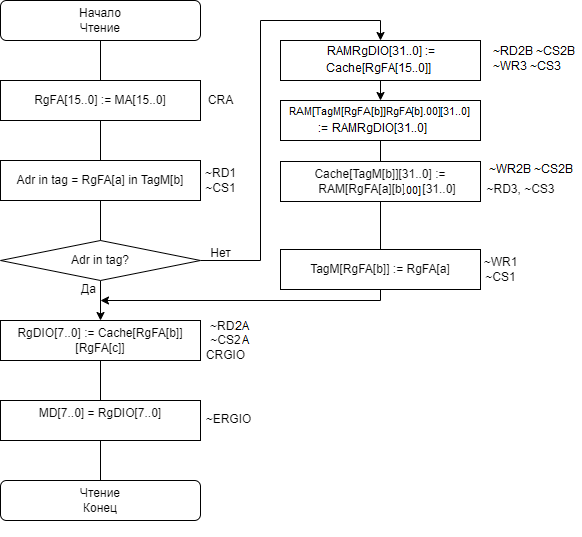 Начало
Чтение
RgFA[15..0] := MA[15..0]
CRA
Adr in tag = RgFA[a] in TagM[b]
~RD1
~CS1
Adr in tag?
Нет
Да
RAMRgDIO[31..0] :=
Cache[RgFA[15..0]]
~RD2B ~CS2B
~WR3 ~CS3
RAM[TagM[RgFA[b]]RgFA[b].00][31..0]
:= RAMRgDIO[31..0]
Cache[TagM[b]][31..0] :=
RAM[RgFA[a][b].00][31..0]
~WR2B ~CS2B
~RD3, ~CS3
TagM[RgFA[b]] := RgFA[a]
~WR1
~CS1
RgDIO[7..0] := Cache[RgFA[b]]
[RgFA[c]]
~RD2A
~CS2A
CRGIO
MD[7..0] = RgDIO[7..0]
~ERGIO
Чтение
Конец